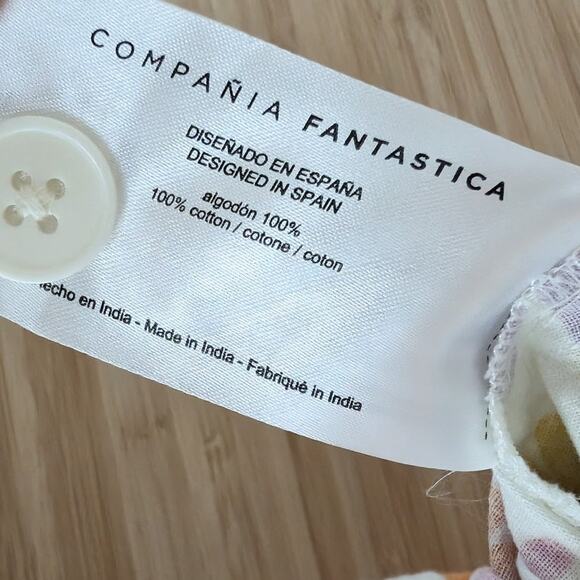 COMPAÑIA FANTASTICA
DISEÑADO EN ESPAÑA
DESIGNED IN SPAIN
algodón 100%
100% cotton / cotone / coton
echo en India - Made in India - Fabriqué in India